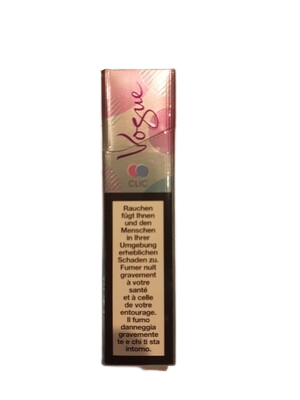 Vogue
CLIC
Rauchen
fügt Ihnen
und den
Menschen
in Ihrer
Umgebung
erheblichen
Schaden zu.
Fumer nuit
gravement
à votre
santé
et à celle
de votre
entourage.
Il fumo
danneggia
gravemente
te e chi ti sta
intorno.